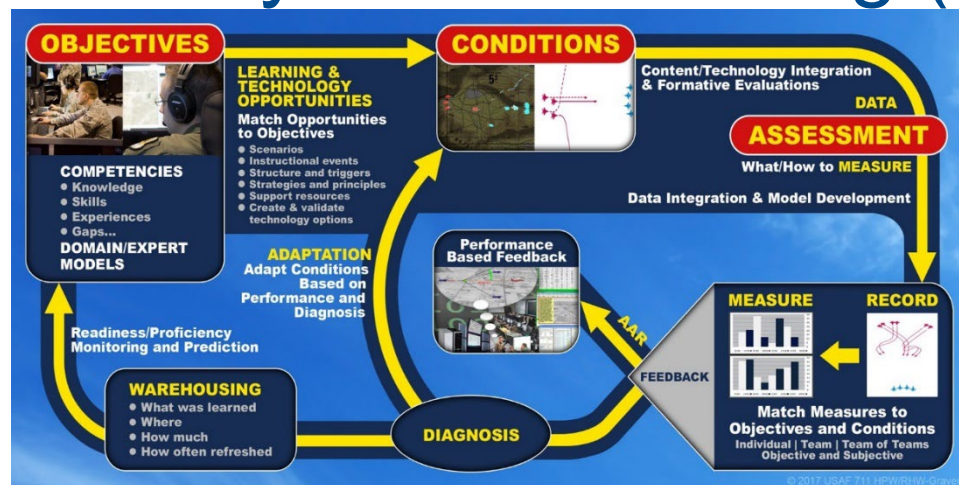 OBJECTIVES
COMPETENCIES
● Knowledge
● Skills
● Experiences
● Gaps...
DOMAIN/EXPERT
MODELS
LEARNING &
TECHNOLOGY
OPPORTUNITIES
Match Opportunities
to Objectives
● Scenarios
● Instructional events
● Structure and triggers
● Strategies and principles
● Support resources
● Create & validate
technology options
CONDITIONS
Content/Technology Integration
& Formative Evaluations
DATA
ASSESSMENT
What/How to MEASURE
Data Integration & Model Development
ADAPTATION
Adapt Conditions
Based on
Performance and
Diagnosis
Performance
Based Feedback
AAR
FEEDBACK
MEASURE
RECORD
Match Measures to
Objectives and Conditions
Individual | Team | Team of Teams
Objective and Subjective
DIAGNOSIS
Readiness/Proficiency
Monitoring and Prediction
WAREHOUSING
● What was learned
● Where
● How much
● How often refreshed